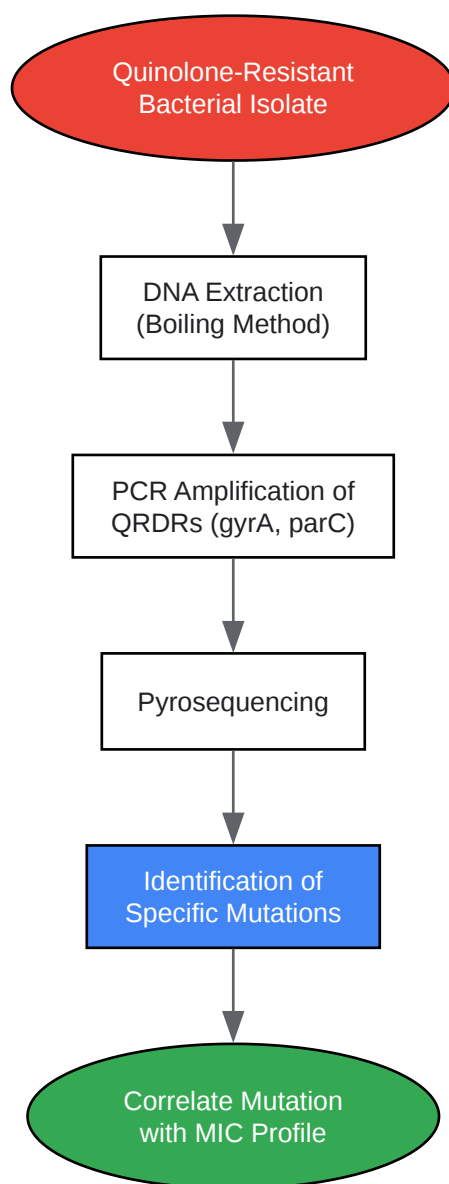 Quinolone-Resistant
Bacterial Isolate
DNA Extraction
(Boiling Method)
PCR Amplification of
QRDRs (gyrA, parC)
Pyrosequencing
Identification of
Specific Mutations
Correlate Mutation
with MIC Profile